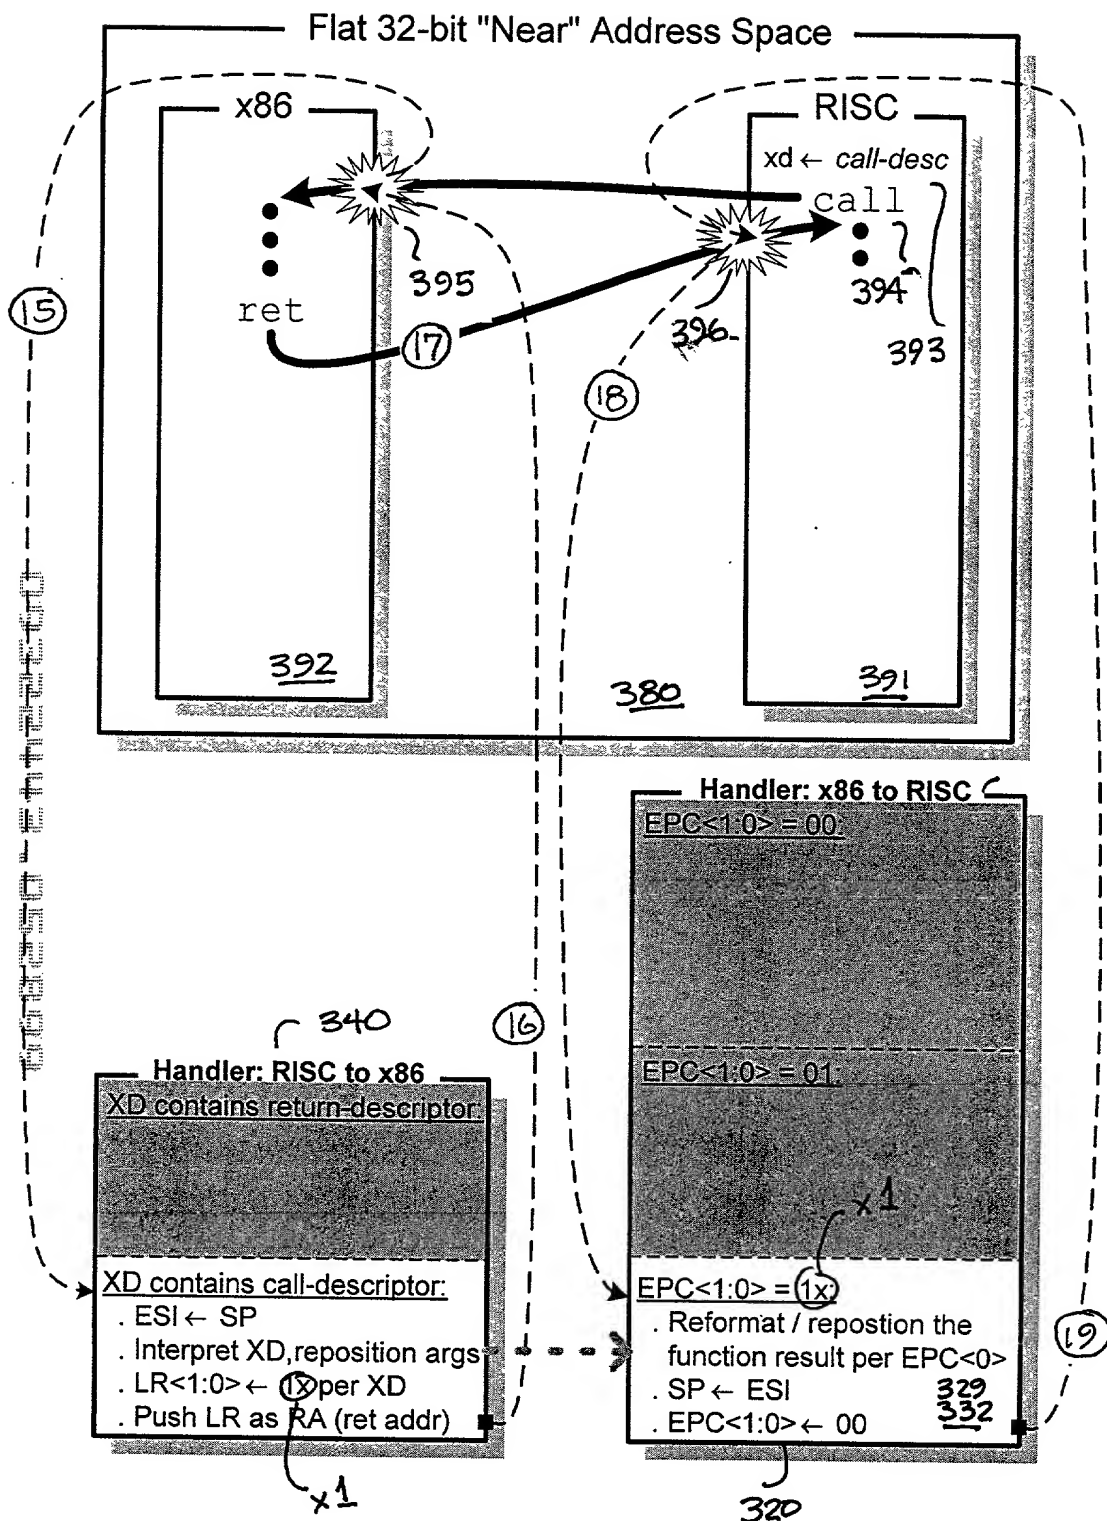 Flat 32-bit "Near" Address Space
x86
RISC
xd ← call-desc
call
395
394
ret
15
17
396
393
18
392
380
391
Handler: x86 to RISC
EPC<1:0> = 00:
340
16
Handler: RISC to x86
XD contains return-descriptor:
EPC<1:0> = 01:
x1
XD contains call-descriptor:
. ESI ← SP
. Interpret XD, reposition args
. LR<1:0> ← 1x per XD
. Push LR as RA (ret addr)
EPC<1:0> = 1x:
. Reformat / repostion the
function result per EPC<0>
. SP ← ESI
. EPC<1:0> ← 00
329
332
19
x1
320